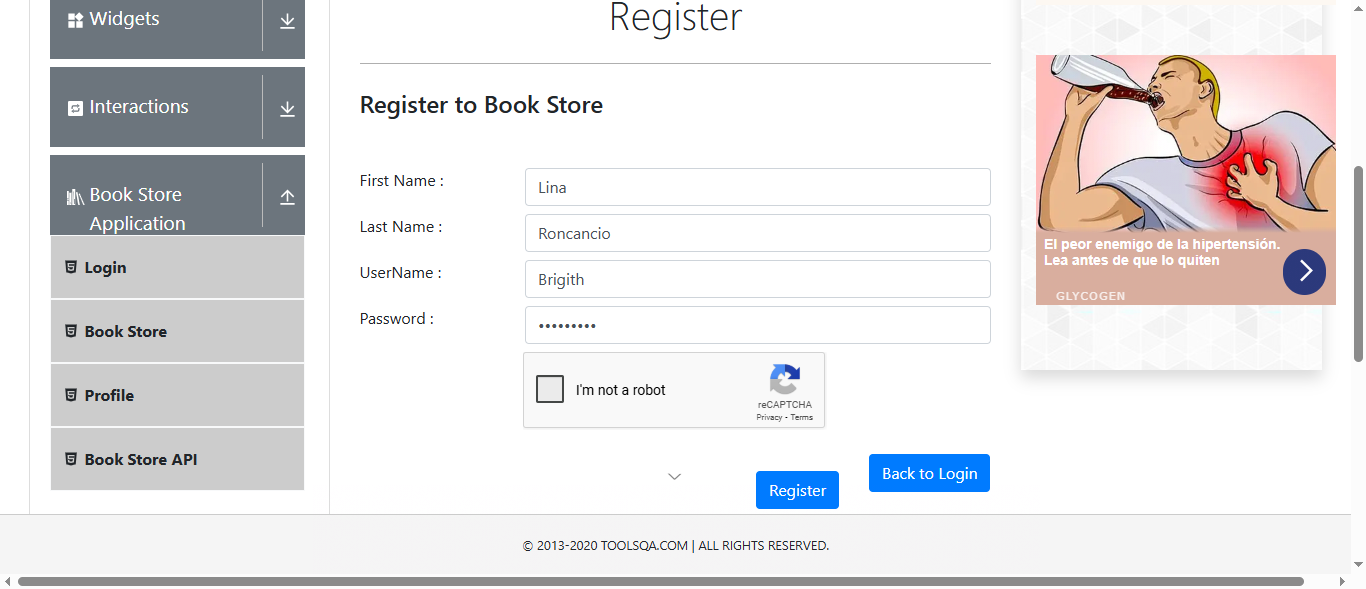 Widgets
Interactions
Book Store
Application
Login
Book Store
Profile
Book Store API
Register
Register to Book Store
First Name :
Lina
Last Name :
Roncancio
UserName :
Brigith
Password :
•••••••••
I'm not a robot
reCAPTCHA
Privacy - Terms
Register
Back to Login
El peor enemigo de la hipertensión.
Lea antes de que lo quiten
GLYCOGEN
© 2013-2020 TOOLSQA.COM | ALL RIGHTS RESERVED.